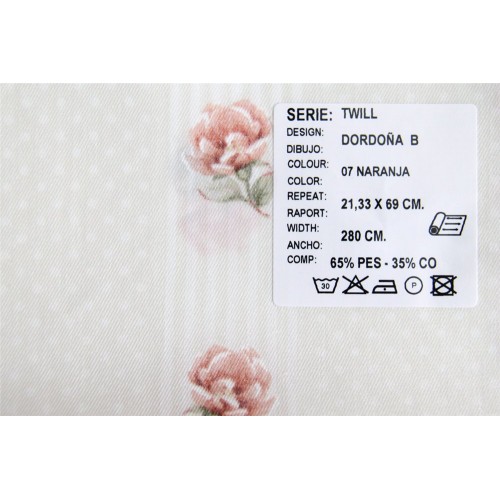 SERIE: TWILL
DESIGN:
DIBUJO: DORDOÑA B
COLOUR:
COLOR: 07 NARANJA
REPEAT:
RAPORT: 21,33 X 69 CM.
WIDTH:
ANCHO: 280 CM.
COMP: 65% PES - 35% CO
30 P